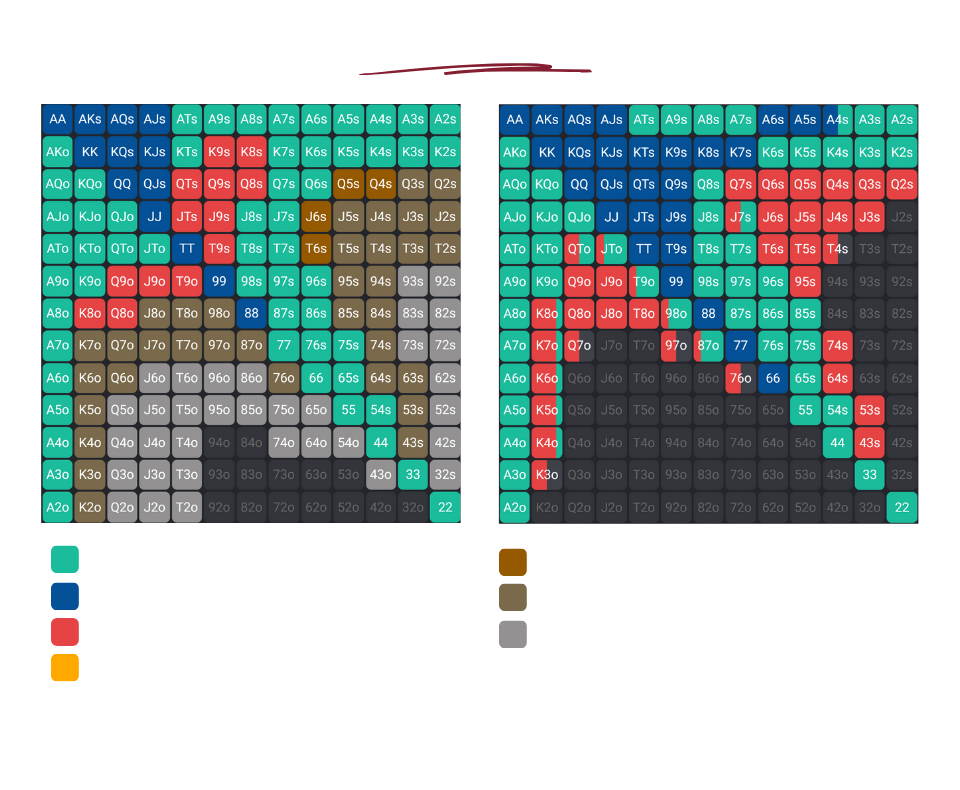 AA AKs AQs AJs ATs A9s A8s A7s A6s A5s A4s A3s A2s
AKo KK KQs KJs KTs K9s K8s K7s K6s K5s K4s K3s K2s
AQo KQo QQ QJs QTs Q9s Q8s Q7s Q6s Q5s Q4s Q3s Q2s
AJo KJo QJo JJ JTs J9s J8s J7s J6s J5s J4s J3s J2s
ATo KTo QTo JTo TT T9s T8s T7s T6s T5s T4s T3s T2s
A9o K9o Q9o J9o T9o 99 98s 97s 96s 95s 94s 93s 92s
A8o K8o Q8o J8o T8o 98o 88 87s 86s 85s 84s 83s 82s
A7o K7o Q7o J7o T7o 97o 87o 77 76s 75s 74s 73s 72s
A6o K6o Q6o J6o T6o 96o 86o 76o 66 65s 64s 63s 62s
A5o K5o Q5o J5o T5o 95o 85o 75o 65o 55 54s 53s 52s
A4o K4o Q4o J4o T4o 94o 84o 74o 64o 54o 44 43s 42s
A3o K3o Q3o J3o T3o 93o 83o 73o 63o 53o 43o 33 32s
A2o K2o Q2o J2o T2o 92o 82o 72o 62o 52o 42o 32o 22
AA AKs AQs AJs ATs A9s A8s A7s A6s A5s A4s A3s A2s
AKo KK KQs KJs KTs K9s K8s K7s K6s K5s K4s K3s K2s
AQo KQo QQ QJs QTs Q9s Q8s Q7s Q6s Q5s Q4s Q3s Q2s
AJo KJo QJo JJ JTs J9s J8s J7s J6s J5s J4s J3s J2s
ATo KTo QTo JTo TT T9s T8s T7s T6s T5s T4s T3s T2s
A9o K9o Q9o J9o T9o 99 98s 97s 96s 95s 94s 93s 92s
A8o K8o Q8o J8o T8o 98o 88 87s 86s 85s 84s 83s 82s
A7o K7o Q7o J7o T7o 97o 87o 77 76s 75s 74s 73s 72s
A6o K6o Q6o J6o T6o 96o 86o 76o 66 65s 64s 63s 62s
A5o K5o Q5o J5o T5o 95o 85o 75o 65o 55 54s 53s 52s
A4o K4o Q4o J4o T4o 94o 84o 74o 64o 54o 44 43s 42s
A3o K3o Q3o J3o T3o 93o 83o 73o 63o 53o 43o 33 32s
A2o K2o Q2o J2o T2o 92o 82o 72o 62o 52o 42o 32o 22